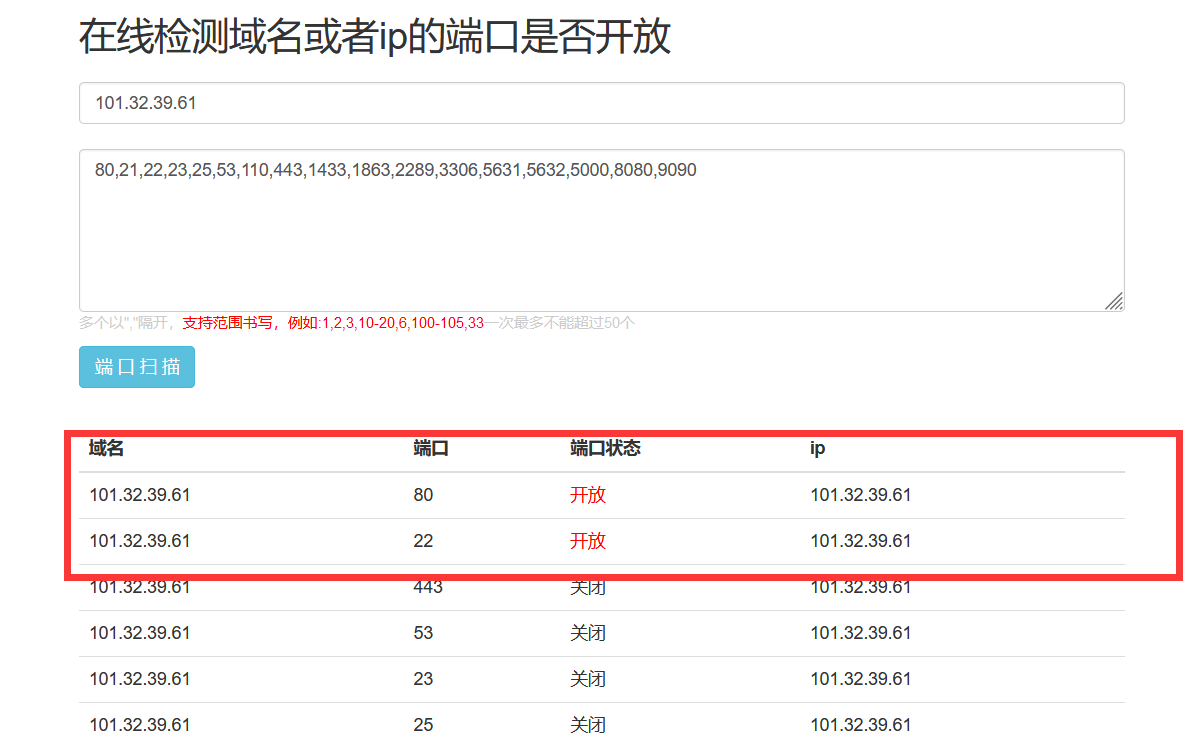 在线检测域名或者ip的端口是否开放
101.32.39.61
80,21,22,23,25,53,110,443,1433,1863,2289,3306,5631,5632,5000,8080,9090
多个以","隔开，支持范围书写，例如:1,2,3,10-20,6,100-105,33一次最多不能超过50个
端口扫描
域名 端口 端口状态 ip
101.32.39.61 80 开放 101.32.39.61
101.32.39.61 22 开放 101.32.39.61
101.32.39.61 443 关闭 101.32.39.61
101.32.39.61 53 关闭 101.32.39.61
101.32.39.61 23 关闭 101.32.39.61
101.32.39.61 25 关闭 101.32.39.61